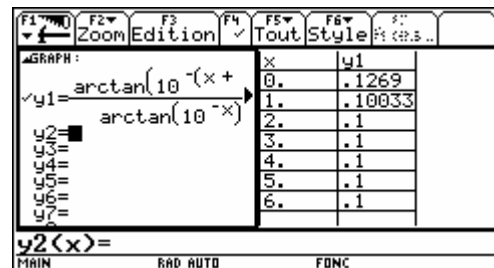 F1 F2 F3 F4 F5 F6
Zoom Edition ✓ Tout Style
GRAPH:
✓y1=arctan(10^-(x +
arctan(10^-x)
y2=
y3=
y4=
y5=
y6=
y7=
x y1
0. .1269
1. .10033
2. .1
3. .1
4. .1
5. .1
6. .1
y2(x)=
MAIN RAD AUTO FONC